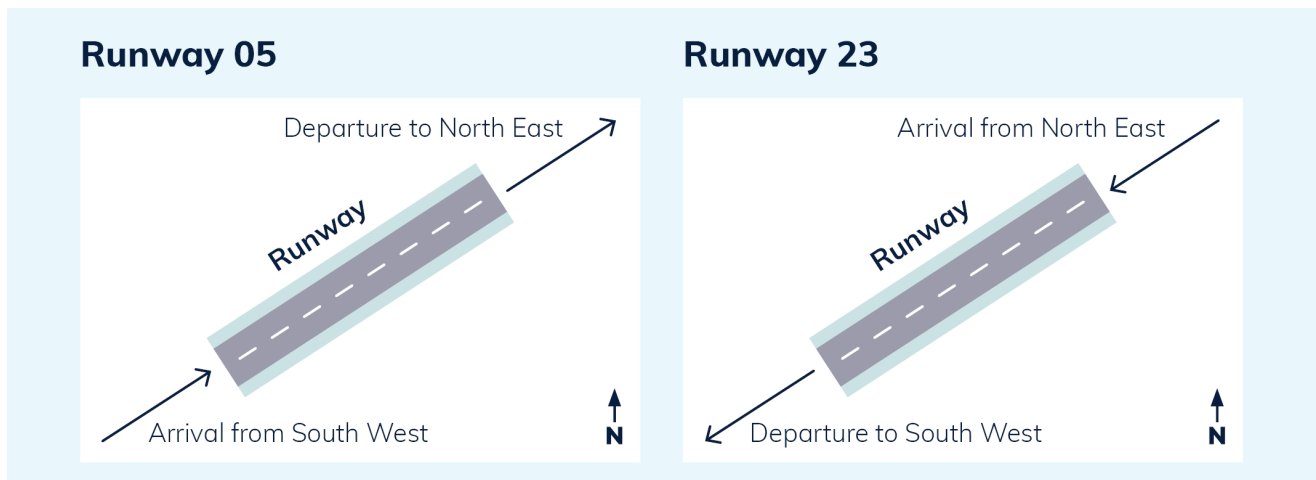 Runway 05
Departure to North East
Runway
Arrival from South West
N
Runway 23
Arrival from North East
Runway
Departure to South West
N